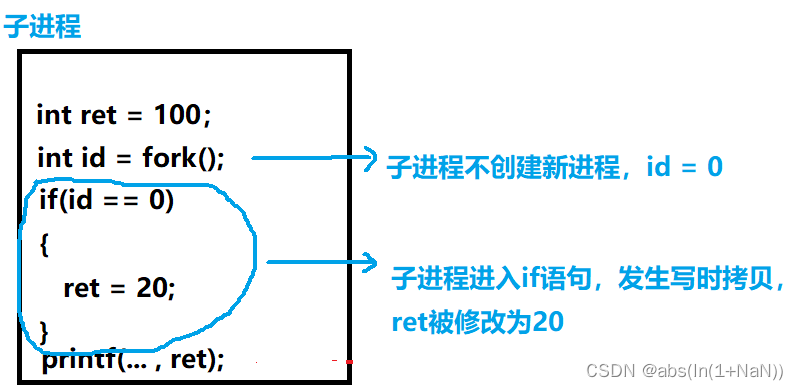 子进程
int ret = 100;
int id = fork();
子进程不创建新进程，id = 0
if(id == 0)
{
子进程进入if语句，发生写时拷贝，
ret = 20;
ret被修改为20
}
printf(... , ret);
CSDN @abs(ln(1+NaN))